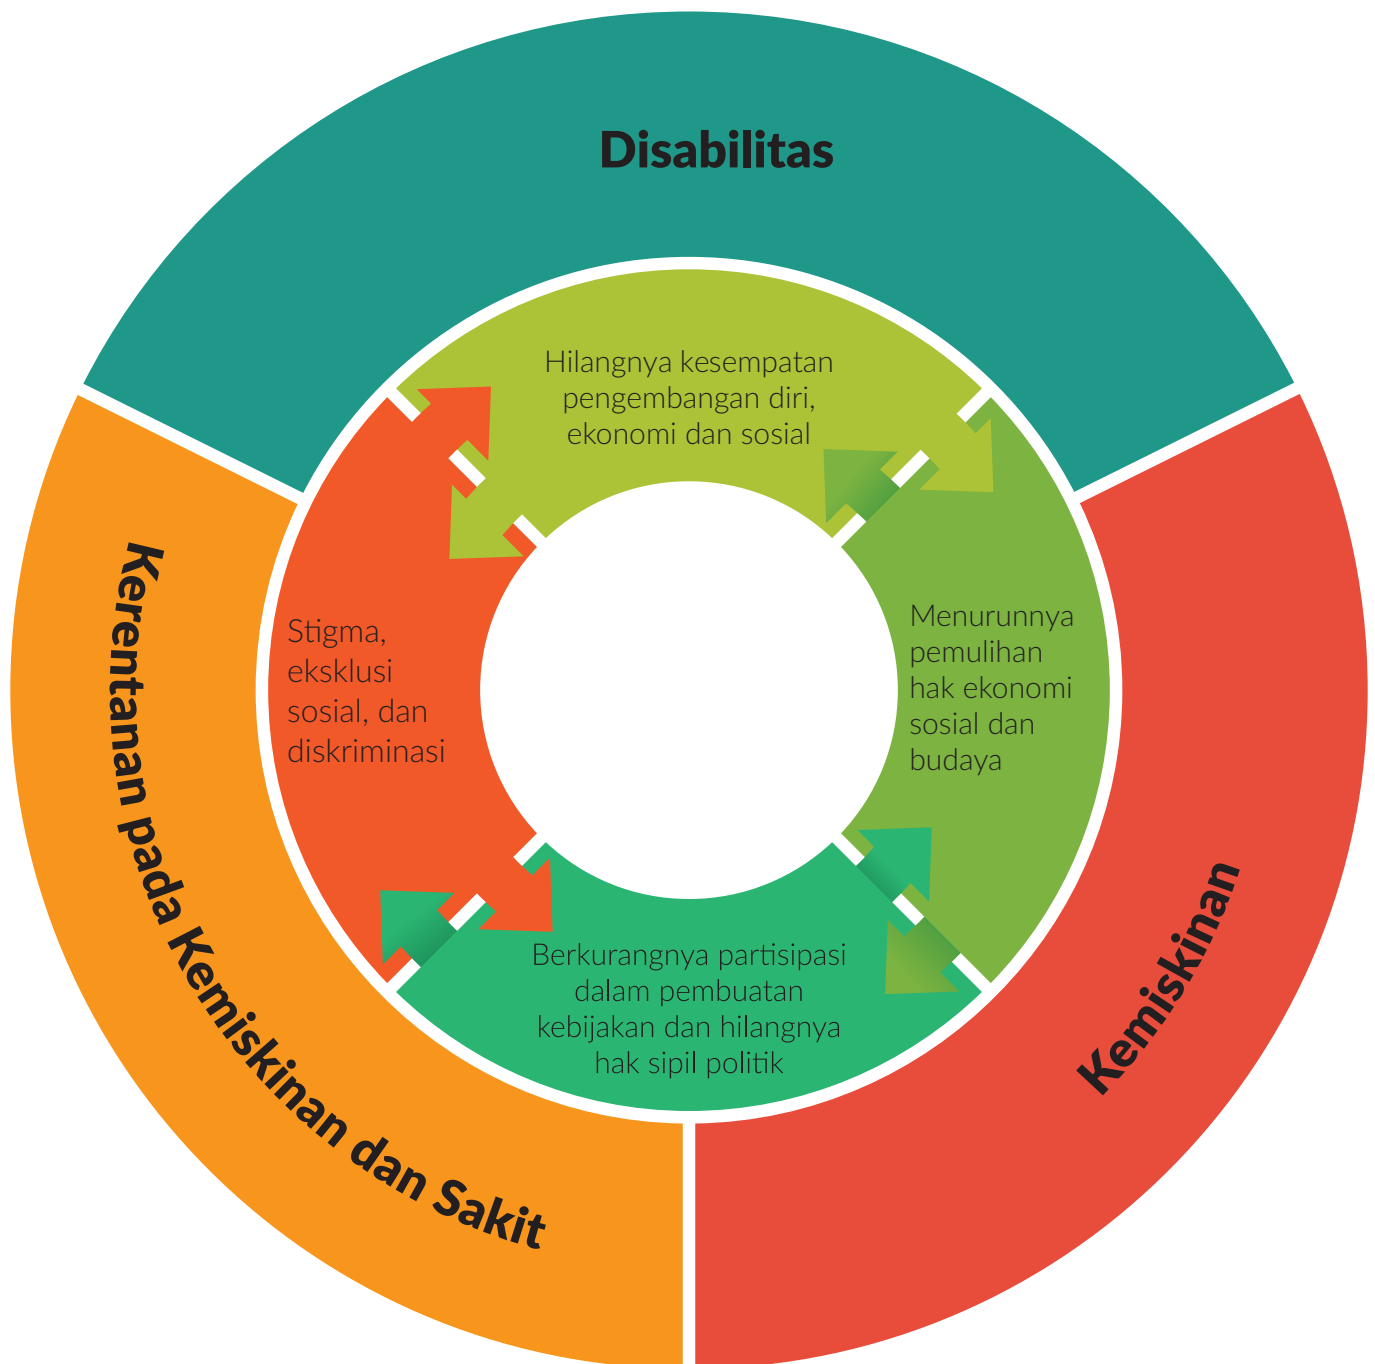 Disabilitas
Hilangnya kesempatan
pengembangan diri,
ekonomi dan sosial
Stigma,
eksklusi
sosial, dan
diskriminasi
Menurunnya
pemulihan
hak ekonomi
sosial dan
budaya
Berkurangnya partisipasi
dalam pembuatan
kebijakan dan hilangnya
hak sipil politik
Kerentanan pada Kemiskinan dan Sakit
Kemiskinan